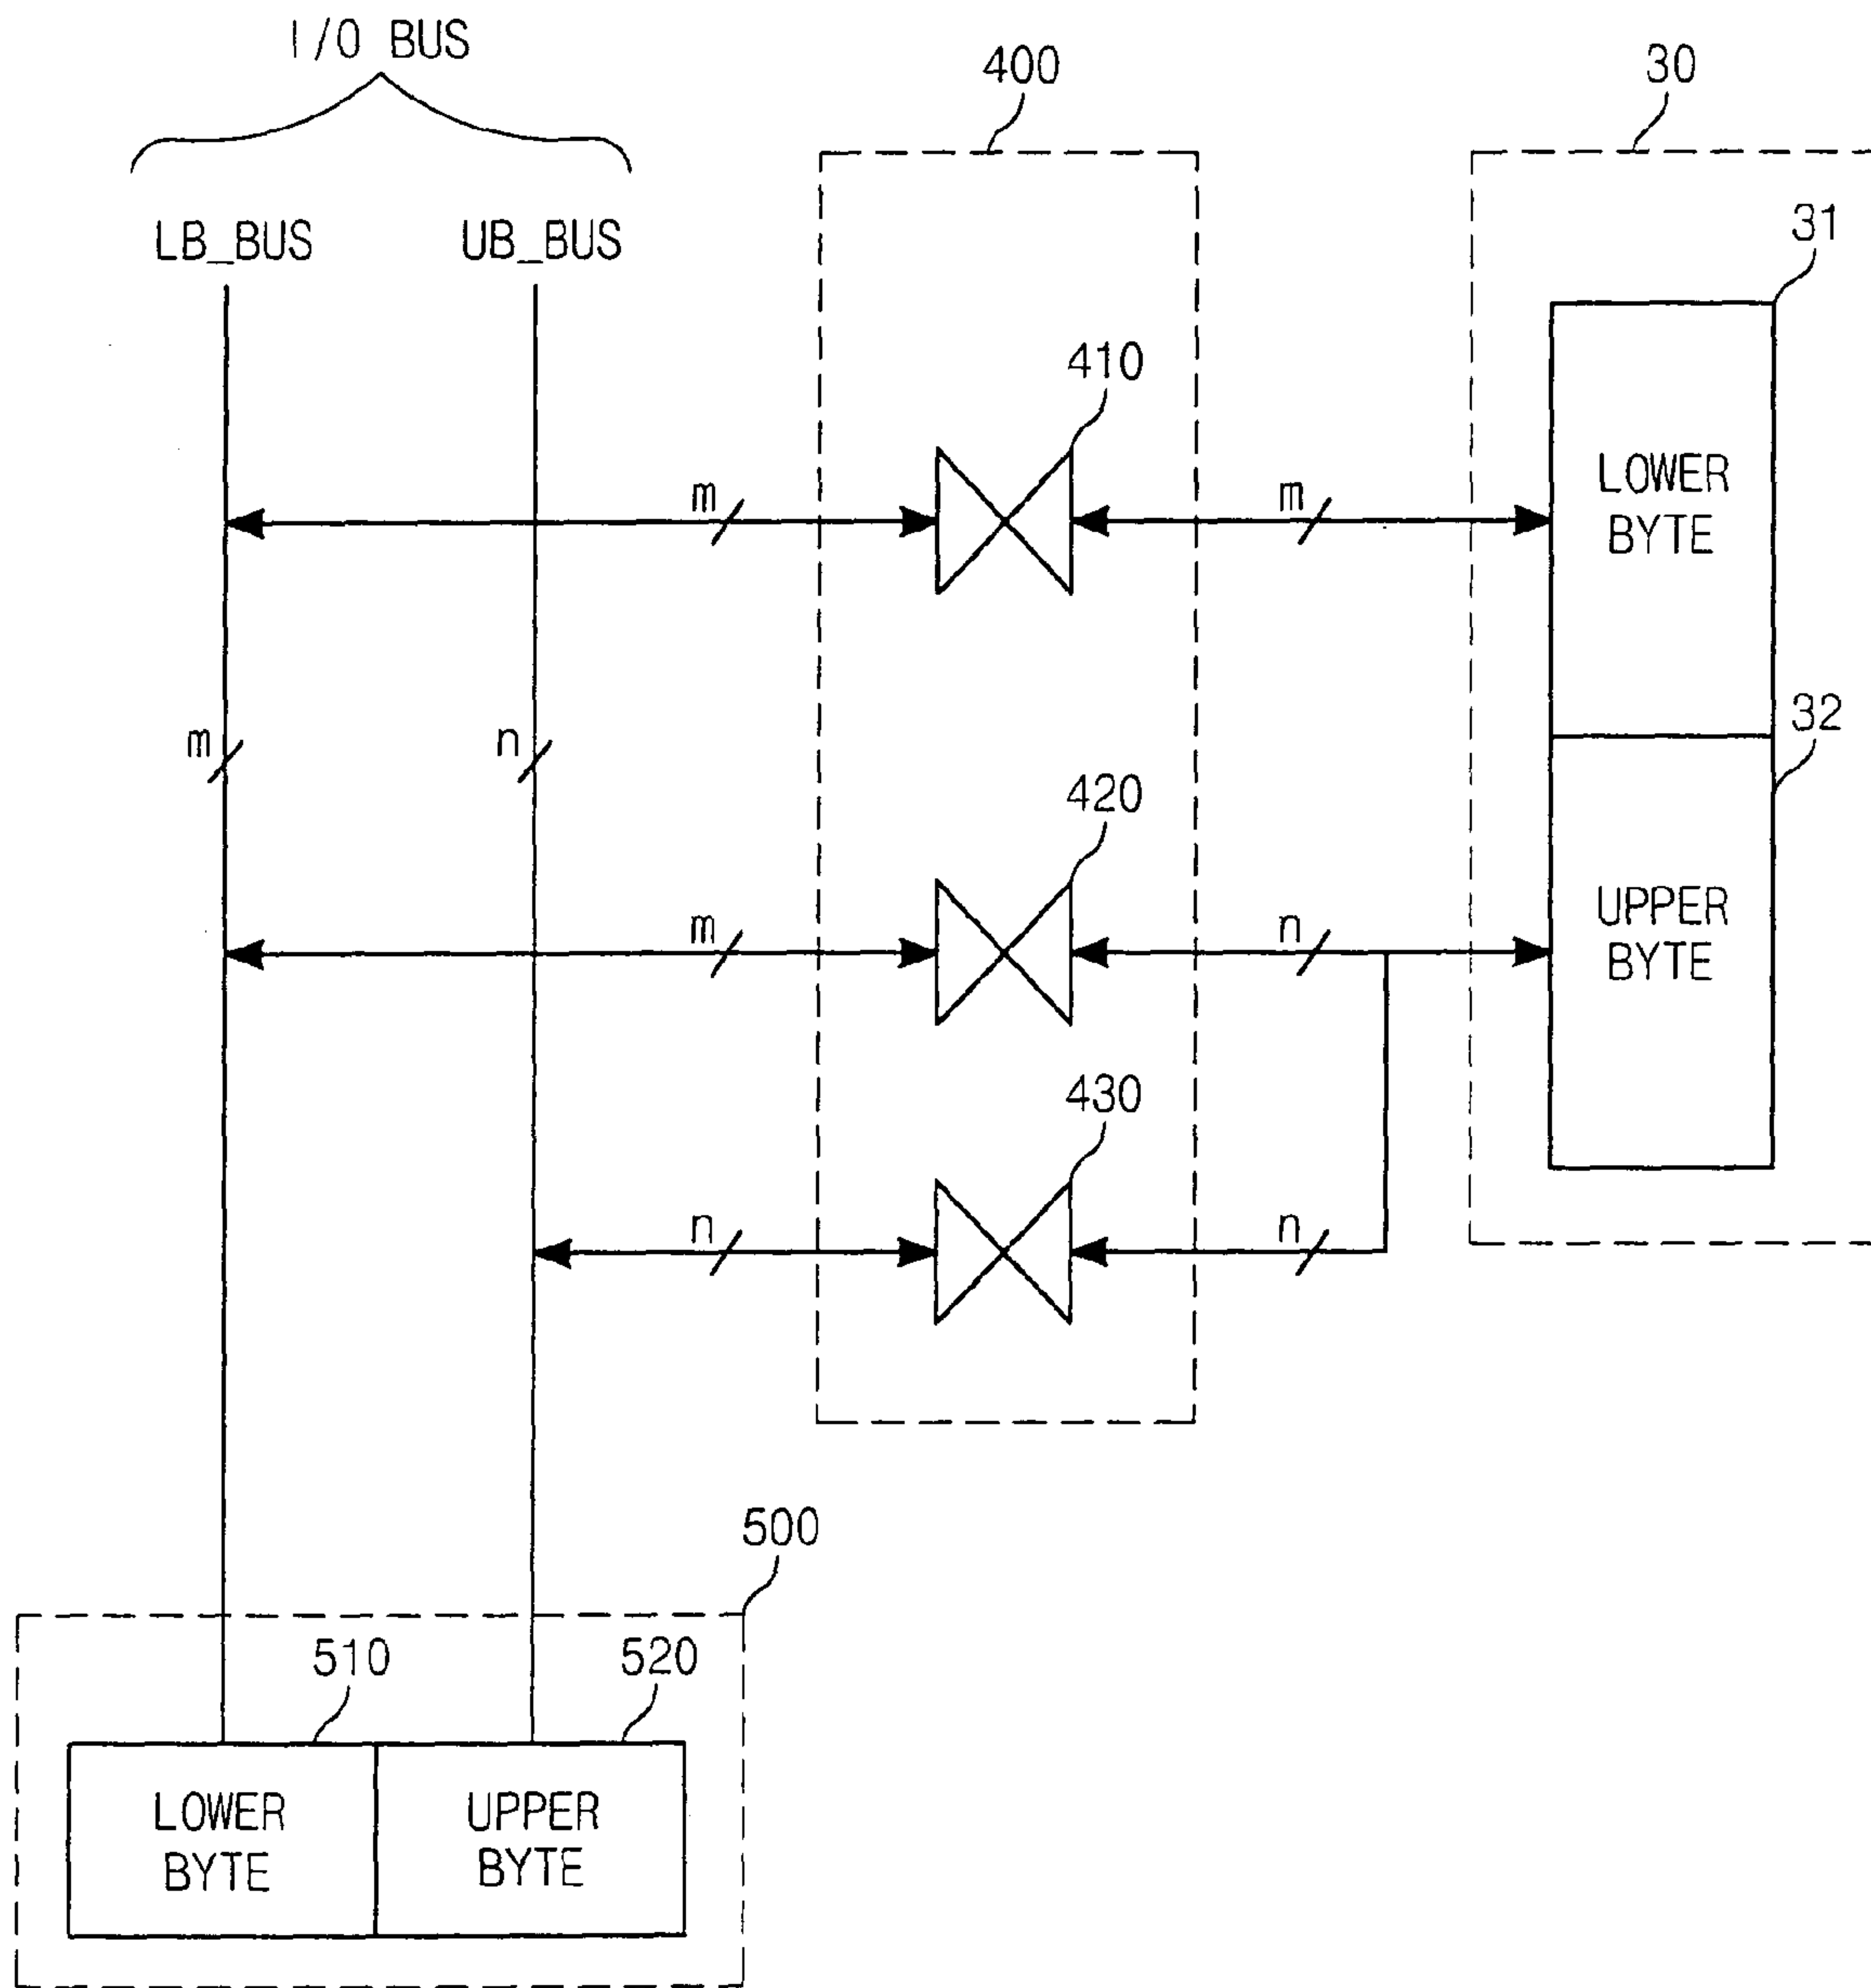 I/O BUS
400
30
LB_BUS
UB_BUS
31
410
m
m
LOWER
BYTE
m
n
32
420
m
n
UPPER
BYTE
430
n
n
500
510
520
LOWER
BYTE
UPPER
BYTE